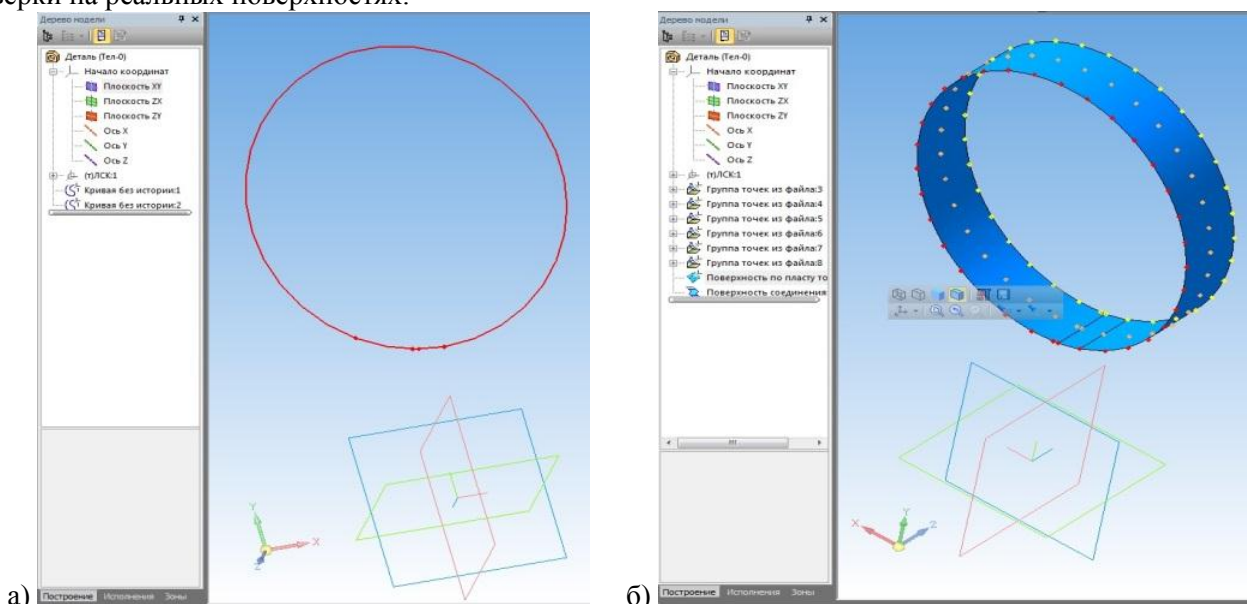 верки на реальных поверхностях.
Дерево модели
Деталь (Тел-0)
Начало координат
Плоскость XY
Плоскость ZX
Плоскость ZY
Ось X
Ось Y
Ось Z
(т)ЛСК:1
Кривая без истории:1
Кривая без истории:2
Y
X
Z
Построение Исполнения Зоны
а)
Дерево модели
Деталь (Тел-0)
Начало координат
Плоскость XY
Плоскость ZX
Плоскость ZY
Ось X
Ось Y
Ось Z
(т)ЛСК:1
Группа точек из файла:3
Группа точек из файла:4
Группа точек из файла:5
Группа точек из файла:6
Группа точек из файла:7
Группа точек из файла:8
Поверхность по пласту то
Поверхность соединения
X
Y
Z
Построение Исполнения Зоны
б)